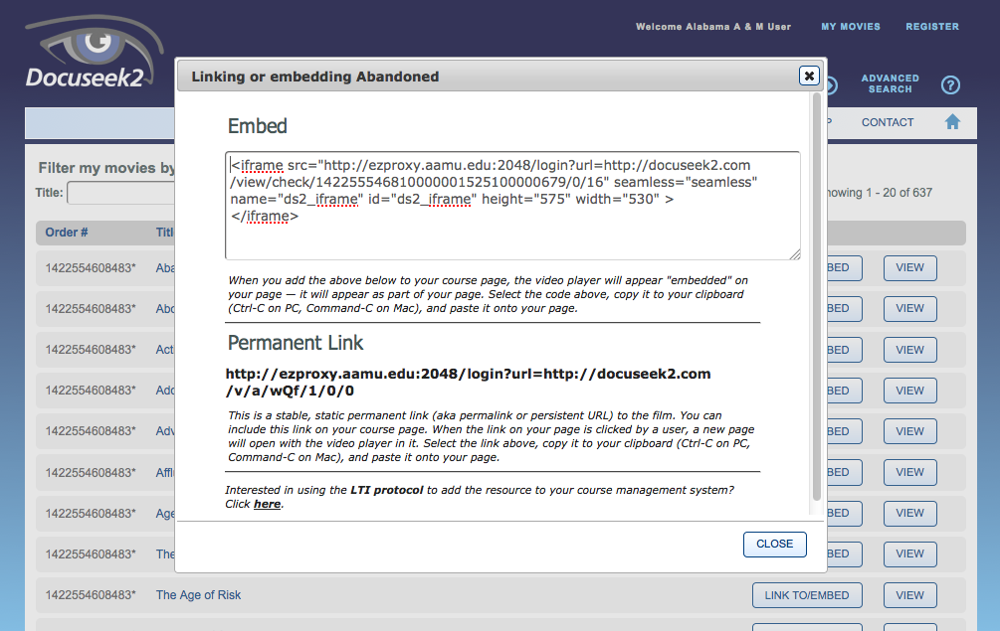 Welcome Alabama A & M User MY MOVIES REGISTER
Docuseek2
ADVANCED
SEARCH
?
Linking or embedding Abandoned
CONTACT
Embed
<iframe src="http://ezproxy.aamu.edu:2048/login?url=http://docuseek2.com
/view/check/142255546810000001525100000679/0/16" seamless="seamless"
name="ds2_iframe" id="ds2_iframe" height="575" width="530" >
</iframe>
Filter my movies by
Title:
howing 1 - 20 of 637
Order # Titl
1422554608483* Aba BED VIEW
1422554608483* Abo BED VIEW
1422554608483* Act BED VIEW
1422554608483* Add BED VIEW
1422554608483* Adv BED VIEW
1422554608483* Affl BED VIEW
1422554608483* Age BED VIEW
1422554608483* The BED VIEW
1422554608483* The Age of Risk LINK TO/EMBED VIEW
When you add the above below to your course page, the video player will appear "embedded" on
your page — it will appear as part of your page. Select the code above, copy it to your clipboard
(Ctrl-C on PC, Command-C on Mac), and paste it onto your page.
Permanent Link
http://ezproxy.aamu.edu:2048/login?url=http://docuseek2.com
/v/a/wQf/1/0/0
This is a stable, static permanent link (aka permalink or persistent URL) to the film. You can
include this link on your course page. When the link on your page is clicked by a user, a new page
will open with the video player in it. Select the link above, copy it to your clipboard (Ctrl-C on PC,
Command-C on Mac), and paste it onto your page.
Interested in using the LTI protocol to add the resource to your course management system?
Click here.
CLOSE